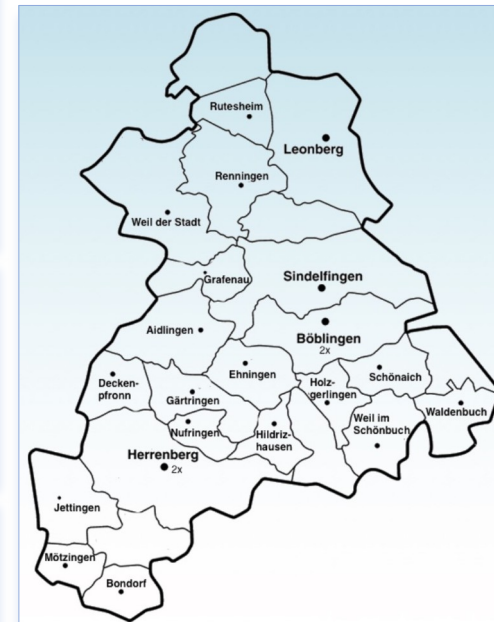 Rutesheim
Leonberg
Renningen
Weil der Stadt
Grafenau
Sindelfingen
Aidlingen
Böblingen
2x
Ehningen
Schönaich
Decken-
pfronn
Holz-
gerlingen
Gärtringen
Waldenbuch
Weil im
Schönbuch
Nufringen
Hildriz-
hausen
Herrenberg
2x
Jettingen
Mötzingen
Bondorf